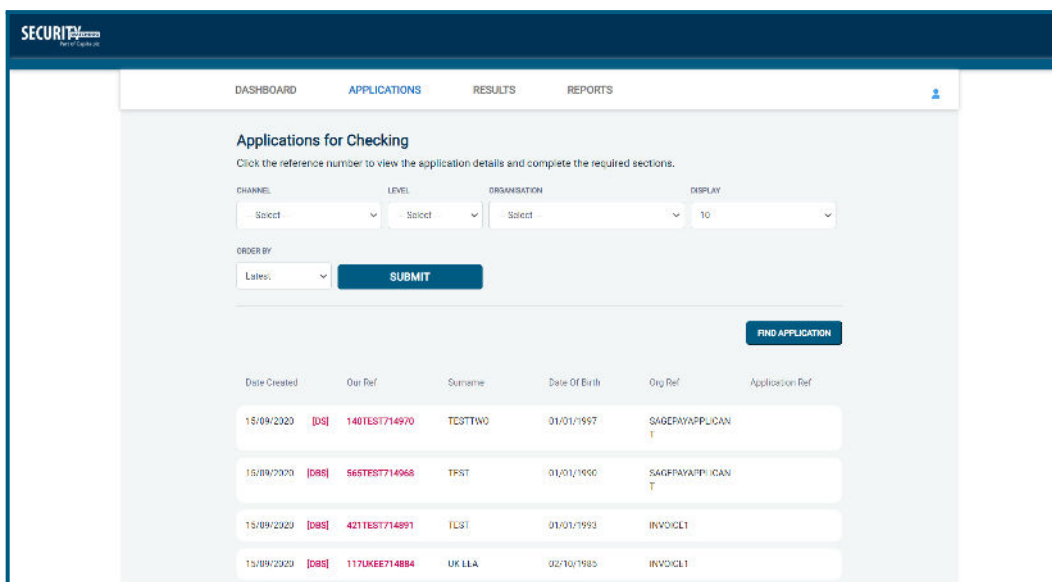 SECURITY
Part of Capita plc
DASHBOARD APPLICATIONS RESULTS REPORTS
Applications for Checking
Click the reference number to view the application details and complete the required sections.
CHANNEL LEVEL ORGANISATION DISPLAY
-- Select -- -- Select -- -- Select -- 10
ORDER BY
Latest SUBMIT
FIND APPLICATION
Date Created Our Ref Surname Date Of Birth Org Ref Application Ref
15/09/2020 [DS] 140TEST714970 TESTTWO 01/01/1997 SAGEPAYAPPLICAN
T
15/09/2020 [DBS] 565TEST714968 TEST 01/01/1990 SAGEPAYAPPLICAN
T
15/09/2020 [DBS] 421TEST714891 TEST 01/01/1993 INVOICE1
15/09/2020 [DBS] 117UKEE714884 02/10/1985 INVOICE1